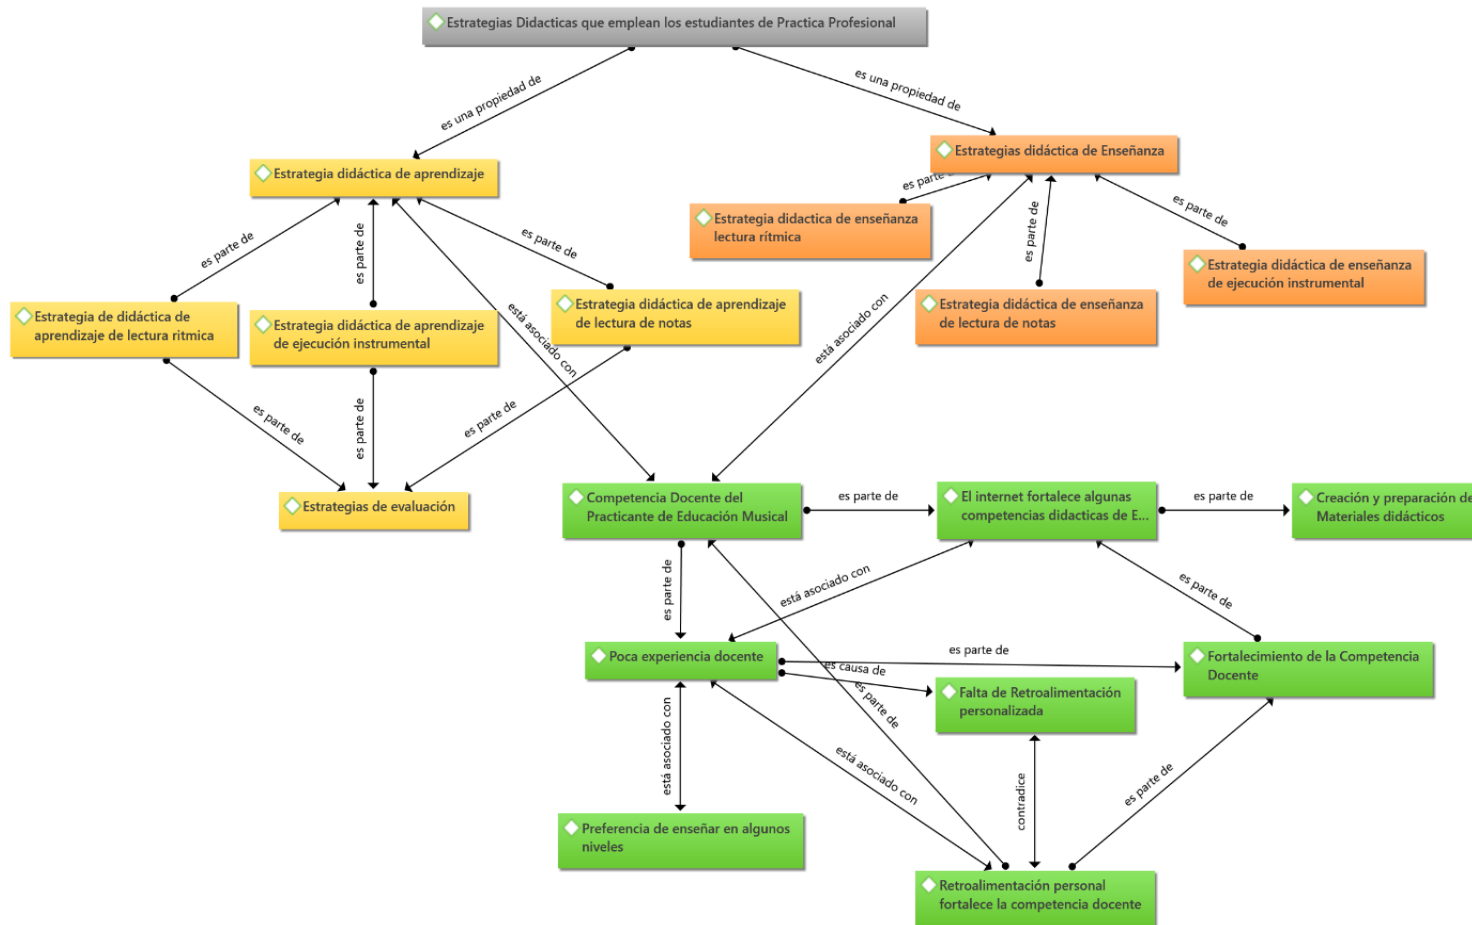 Estrategias Didacticas que emplean los estudiantes de Practica Profesional
es una propiedad de
es una propiedad de
Estrategias didáctica de Enseñanza
Estrategia didáctica de aprendizaje
es parte de
Estrategia didactica de enseñanza
lectura rítmica
es parte de
es parte de
es parte de
es parte de
es parte de
Estrategia didáctica de enseñanza
de ejecución instrumental
Estrategia de didáctica de
aprendizaje de lectura ritmica
Estrategia didáctica de aprendizaje
de ejecución instrumental
Estrategia didáctica de aprendizaje
de lectura de notas
Estrategia didáctica de enseñanza
de lectura de notas
está asociado con
está asociado con
es parte de
es parte de
es parte de
Estrategias de evaluación
Competencia Docente del
Practicante de Educación Musical
es parte de
El internet fortalece algunas
competencias didacticas de E...
es parte de
Creación y preparación de
Materiales didácticos
es parte de
está asociado con
es parte de
Poca experiencia docente
es parte de
es causa de
Fortalecimiento de la Competencia
Docente
es parte de
Falta de Retroalimentación
personalizada
está asociado con
está asociado con
contradice
es parte de
Preferencia de enseñar en algunos
niveles
Retroalimentación personal
fortalece la competencia docente